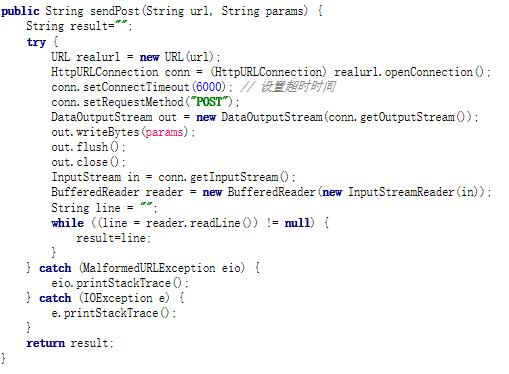 public String sendPost(String url, String params) {
    String result="";
    try {
        URL realurl = new URL(url);
        HttpURLConnection conn = (HttpURLConnection) realurl.openConnection();
        conn.setConnectTimeout(6000); // 设置超时时间
        conn.setRequestMethod("POST");
        DataOutputStream out = new DataOutputStream(conn.getOutputStream());
        out.writeBytes(params);
        out.flush();
        out.close();
        InputStream in = conn.getInputStream();
        BufferedReader reader = new BufferedReader(new InputStreamReader(in));
        String line = "";
        while ((line = reader.readLine()) != null) {
            result=line;
        }
    } catch (MalformedURLException eio) {
        eio.printStackTrace();
    } catch (IOException e) {
        e.printStackTrace();
    }
    return result;
}